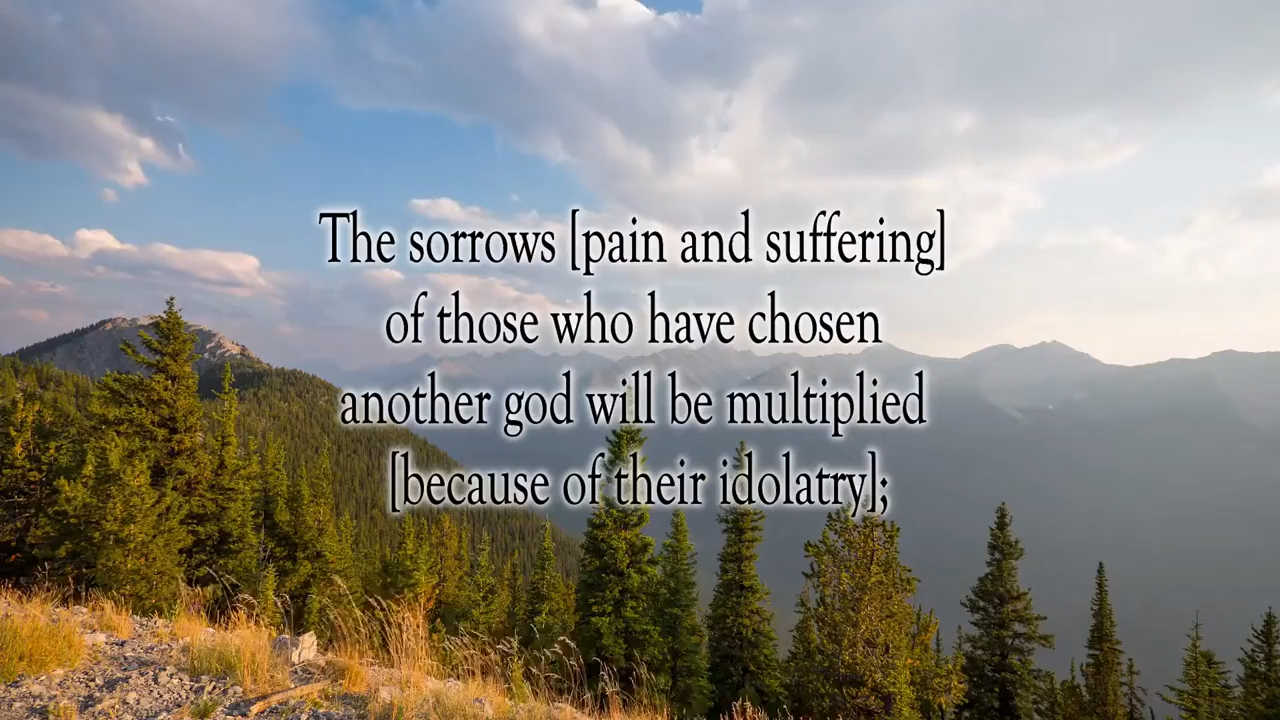 The sorrows [pain and suffering]
of those who have chosen
another god will be multiplied
[because of their idolatry];